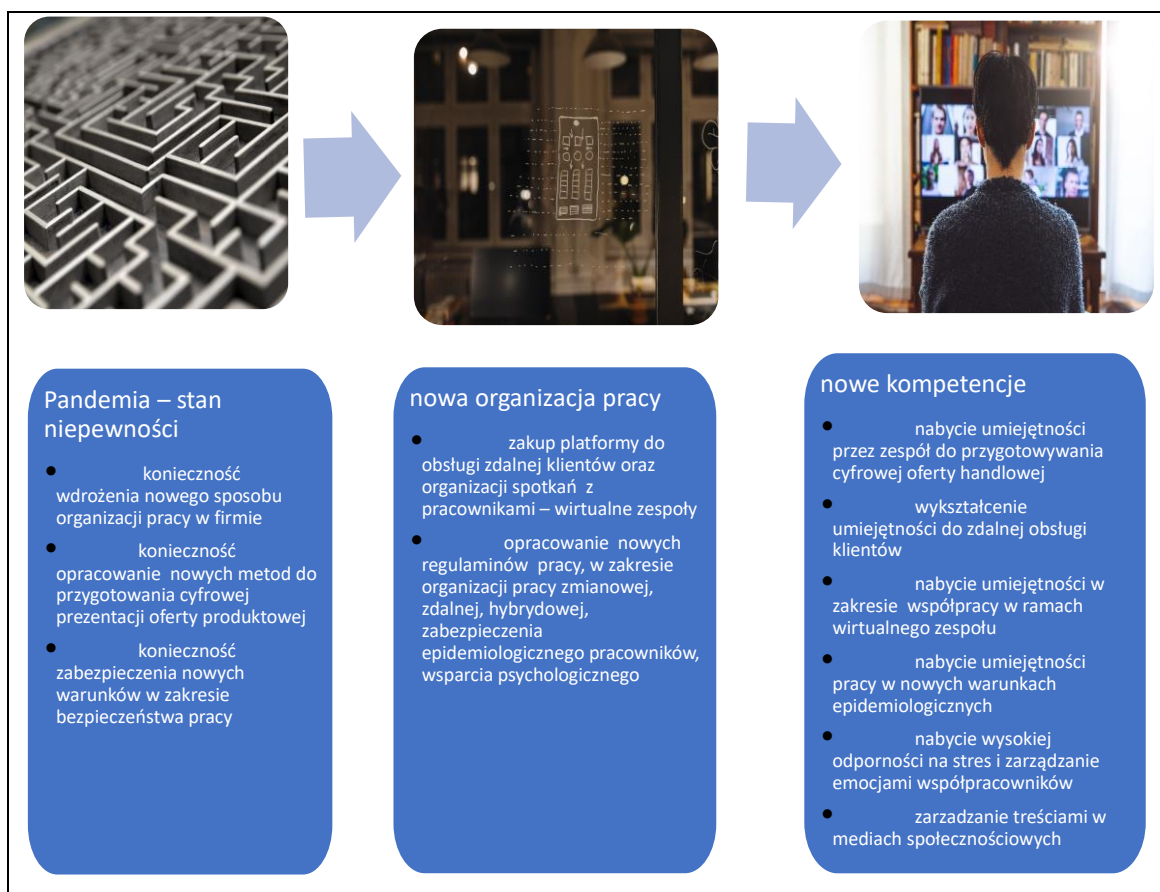 Pandemia – stan
niepewności
• konieczność
wdrożenia nowego sposobu
organizacji pracy w firmie
• konieczność
opracowanie nowych metod do
przygotowania cyfrowej
prezentacji oferty produktowej
• konieczność
zabezpieczenia nowych
warunków w zakresie
bezpieczeństwa pracy
nowa organizacja pracy
• zakup platformy do
obsługi zdalnej klientów oraz
organizacji spotkań z
pracownikami – wirtualne zespoły
• opracowanie nowych
regulaminów pracy, w zakresie
organizacji pracy zmianowej,
zdalnej, hybrydowej,
zabezpieczenia
epidemiologicznego pracowników,
wsparcia psychologicznego
nowe kompetencje
• nabycie umiejętności
przez zespół do przygotowywania
cyfrowej oferty handlowej
• wykształcenie
umiejętności do zdalnej obsługi
klientów
• nabycie umiejętności w
zakresie współpracy w ramach
wirtualnego zespołu
• nabycie umiejętności
pracy w nowych warunkach
epidemiologicznych
• nabycie wysokiej
odporności na stres i zarządzanie
emocjami współpracowników
• zarzadzanie treściami w
mediach społecznościowych